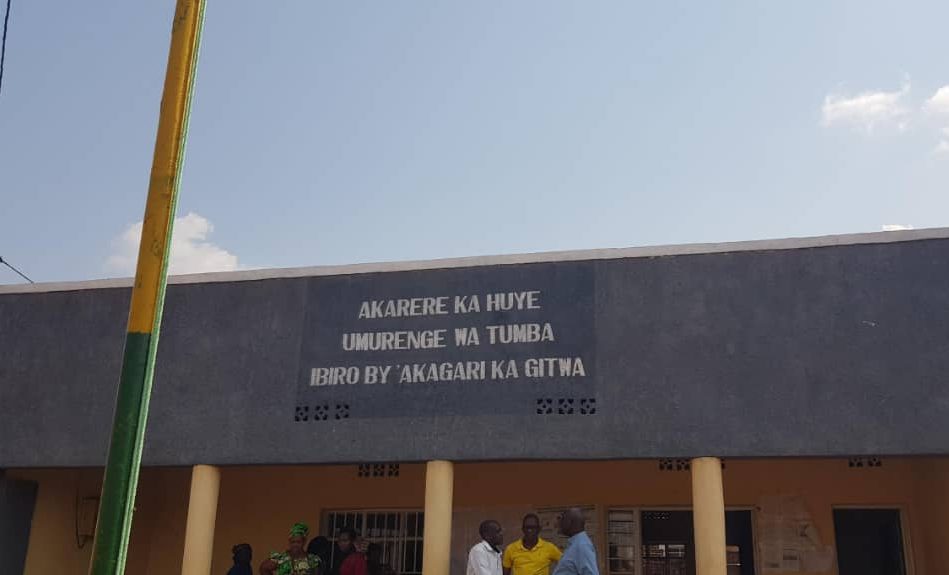 AKARERE KA HUYE
UMURENGE WA TUMBA
IBIRO BY 'AKAGARI KA GITWA